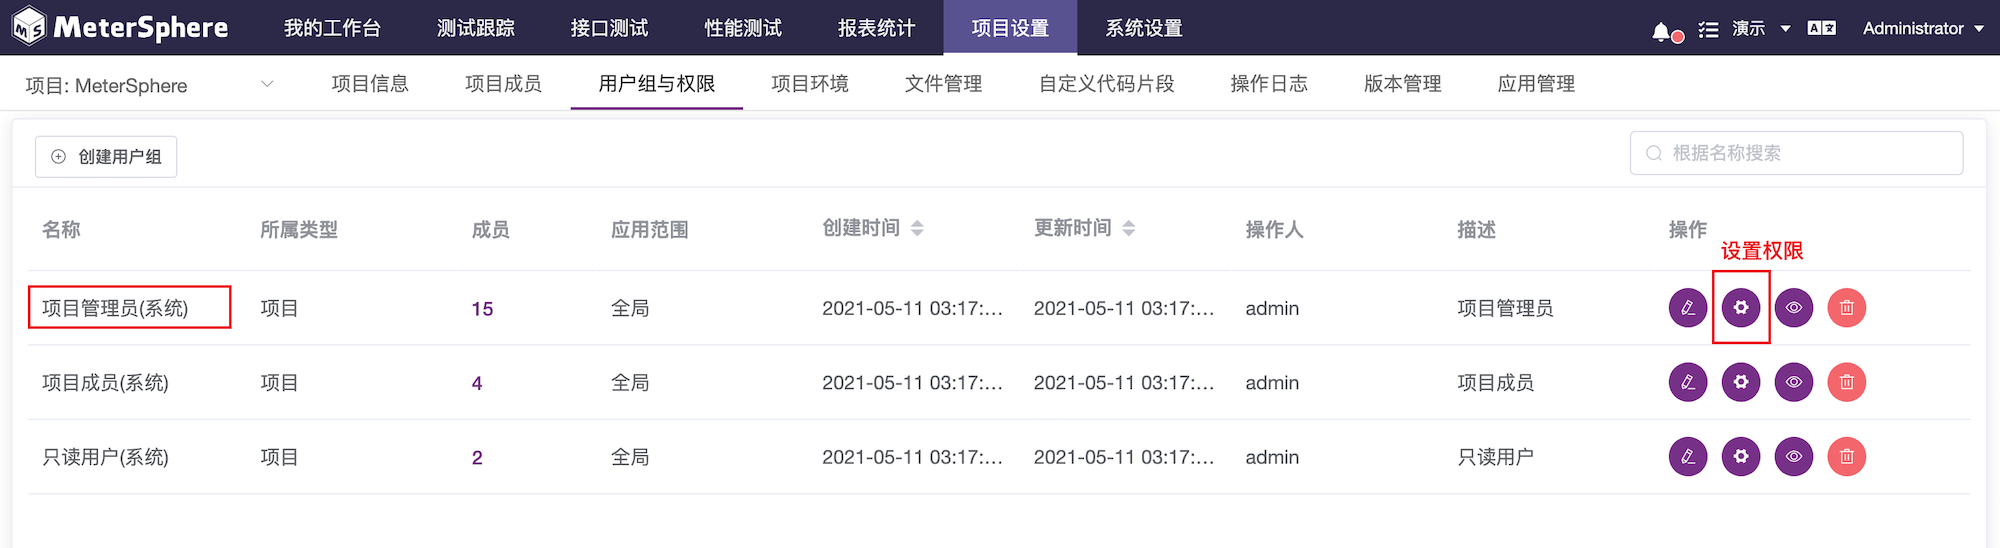 MS MeterSphere 我的工作台 测试跟踪 接口测试 性能测试 报表统计 项目设置 系统设置 演示 Administrator
项目: MeterSphere 项目信息 项目成员 用户组与权限 项目环境 文件管理 自定义代码片段 操作日志 版本管理 应用管理
创建用户组 根据名称搜索
名称 所属类型 成员 应用范围 创建时间 更新时间 操作人 描述 操作
设置权限
项目管理员(系统) 项目 15 全局 2021-05-11 03:17:... 2021-05-11 03:17:... admin 项目管理员
项目成员(系统) 项目 4 全局 2021-05-11 03:17:... 2021-05-11 03:17:... admin 项目成员
只读用户(系统) 项目 2 全局 2021-05-11 03:17:... 2021-05-11 03:17:... admin 只读用户